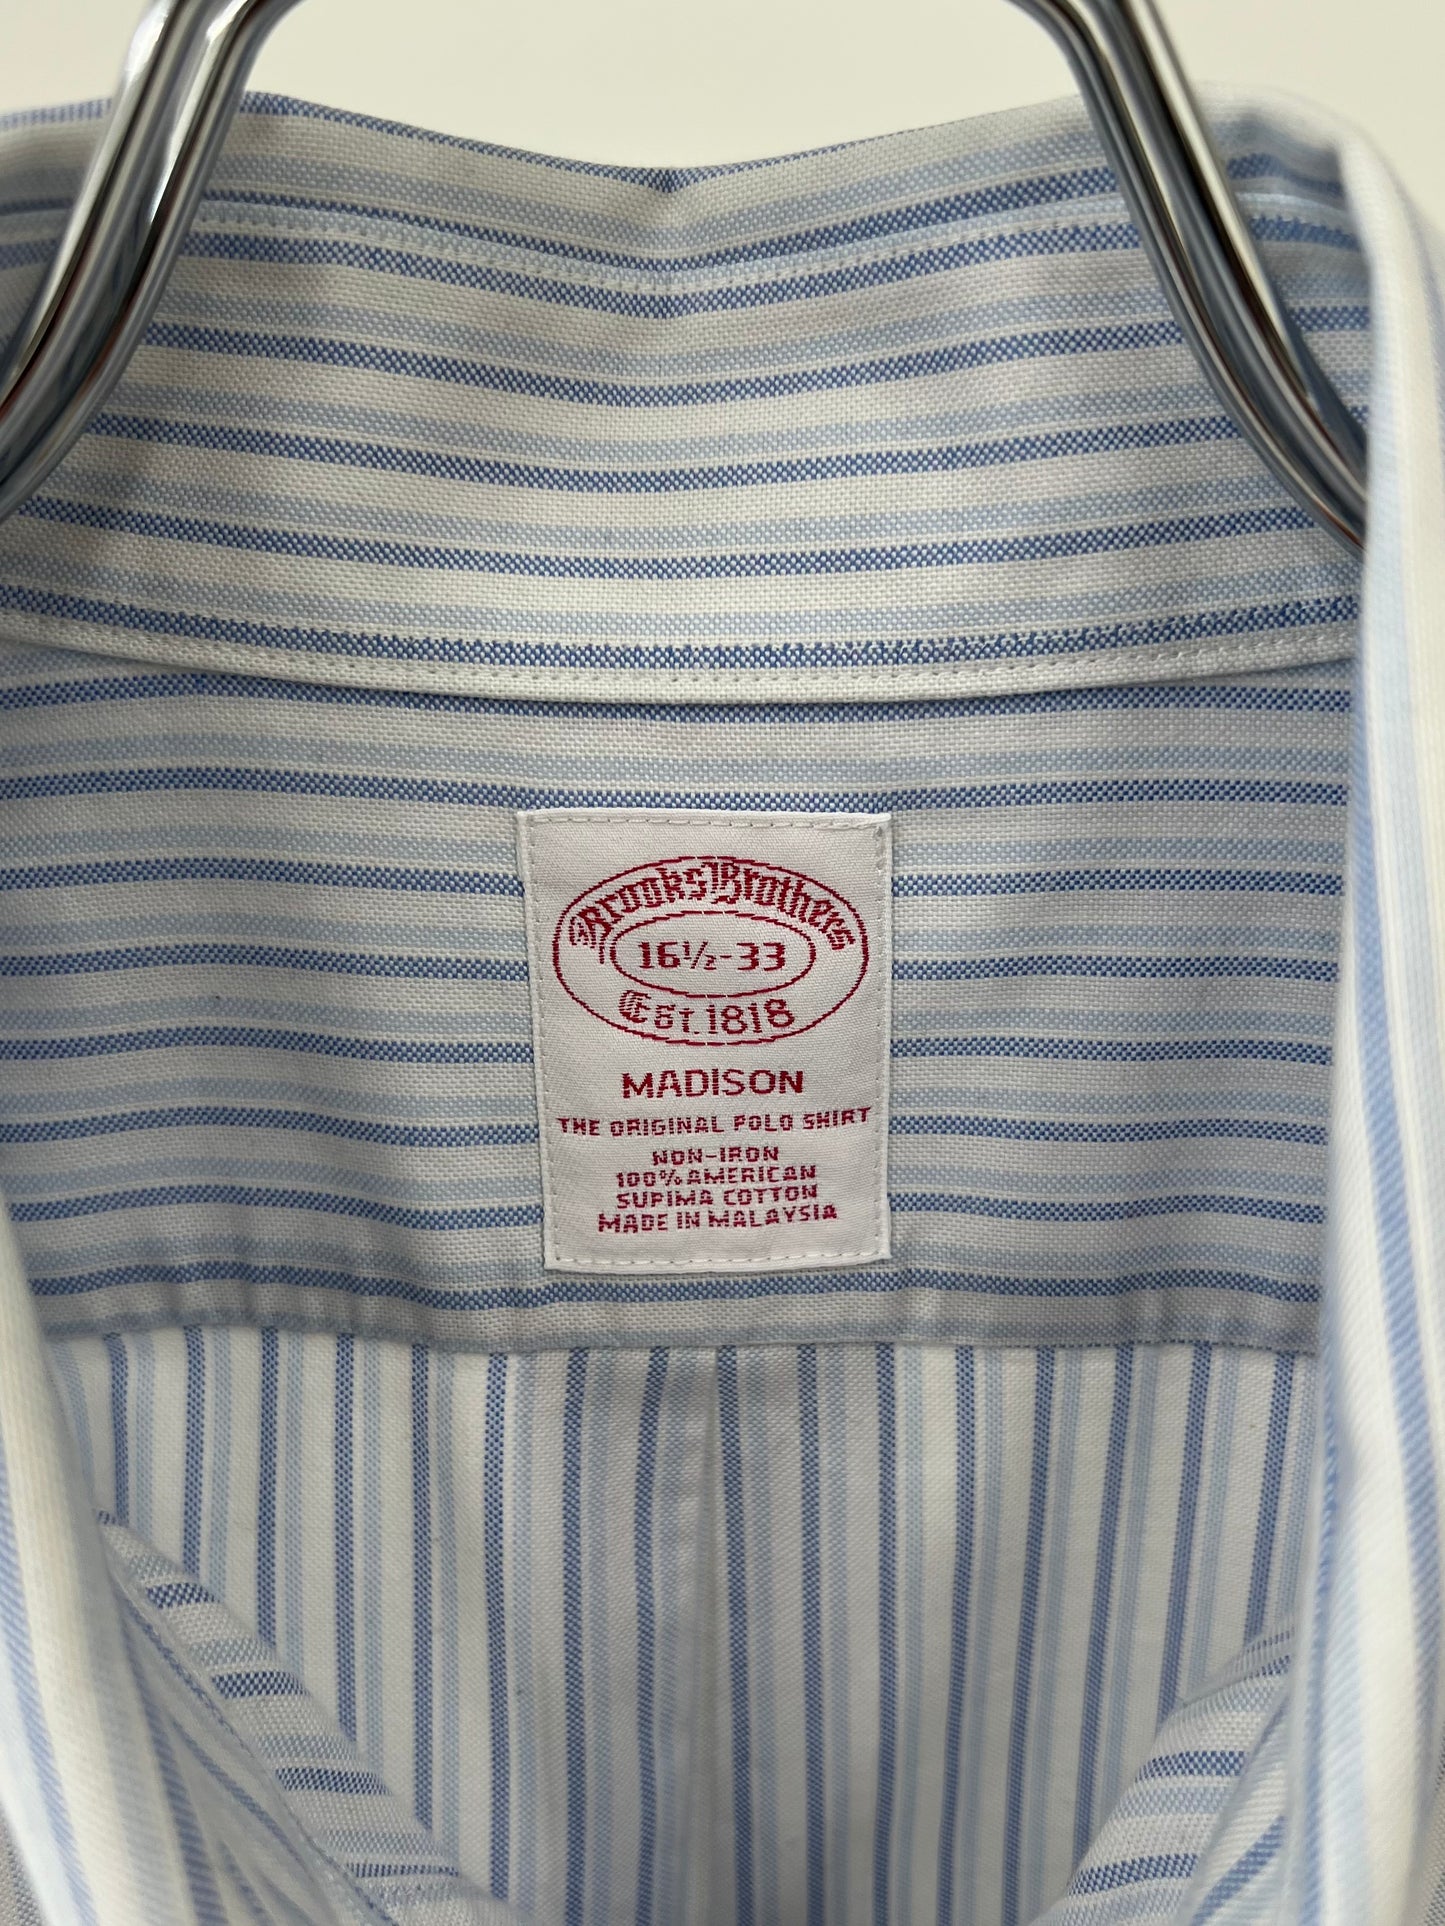 Brooks Brothers
16½-33
Est. 1818
MADISON
THE ORIGINAL POLO SHIRT
NON-IRON
100% AMERICAN
SUPIMA COTTON
MADE IN MALAYSIA